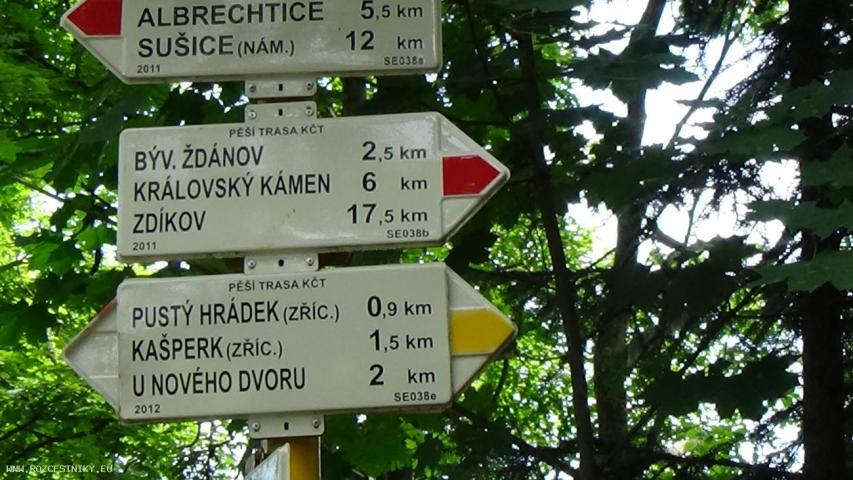 ALBRECHTICE 5,5 km
SUŠICE (NÁM.) 12 km
2011 SE038a
PĚŠÍ TRASA KČT
BÝV. ŽDÁNOV 2,5 km
KRÁLOVSKÝ KÁMEN 6 km
ZDÍKOV 17,5 km
2011 SE038b
PĚŠÍ TRASA KČT
PUSTÝ HRÁDEK (ZŘÍC.) 0,9 km
KAŠPERK (ZŘÍC.) 1,5 km
U NOVÉHO DVORU 2 km
2012 SE038e
WWW.ROZCESTNIKY.EU